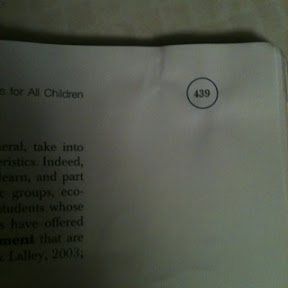 s for All Children
439
eral, take into
eristics. Indeed,
learn, and part
c groups, eco-
students whose
s have offered
ment that are
Lalley, 2003;